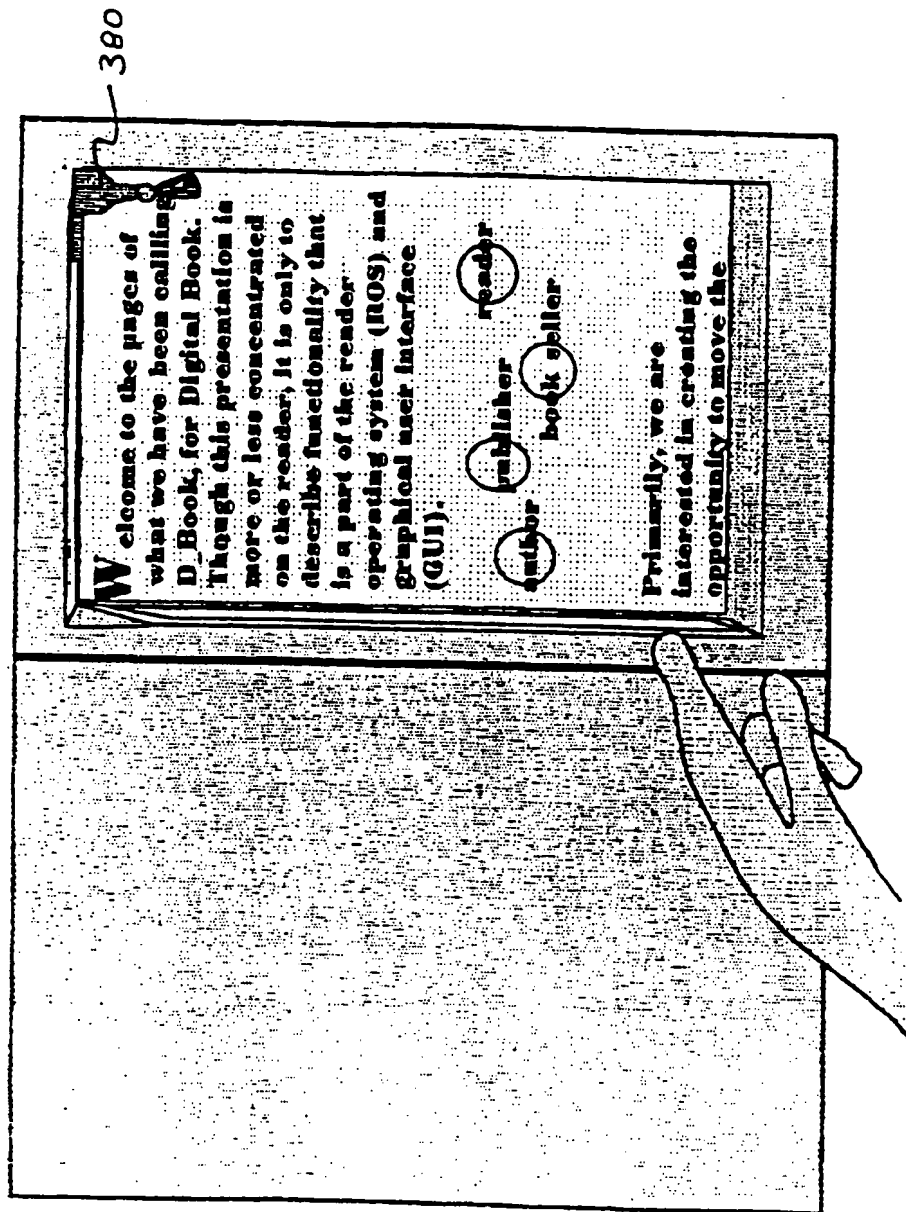 380
Welcome to the pages of
what we have been callling
D_Book, for Digital Book.
Though this presentation is
more or less concentrated
on the reader, it is only to
describe functionality that
is a part of the reader
operating system (ROS) and
graphical user interface
(GUI).
author publisher reader
book seller
Primarily, we are
interested in creating the
opportunity to move the